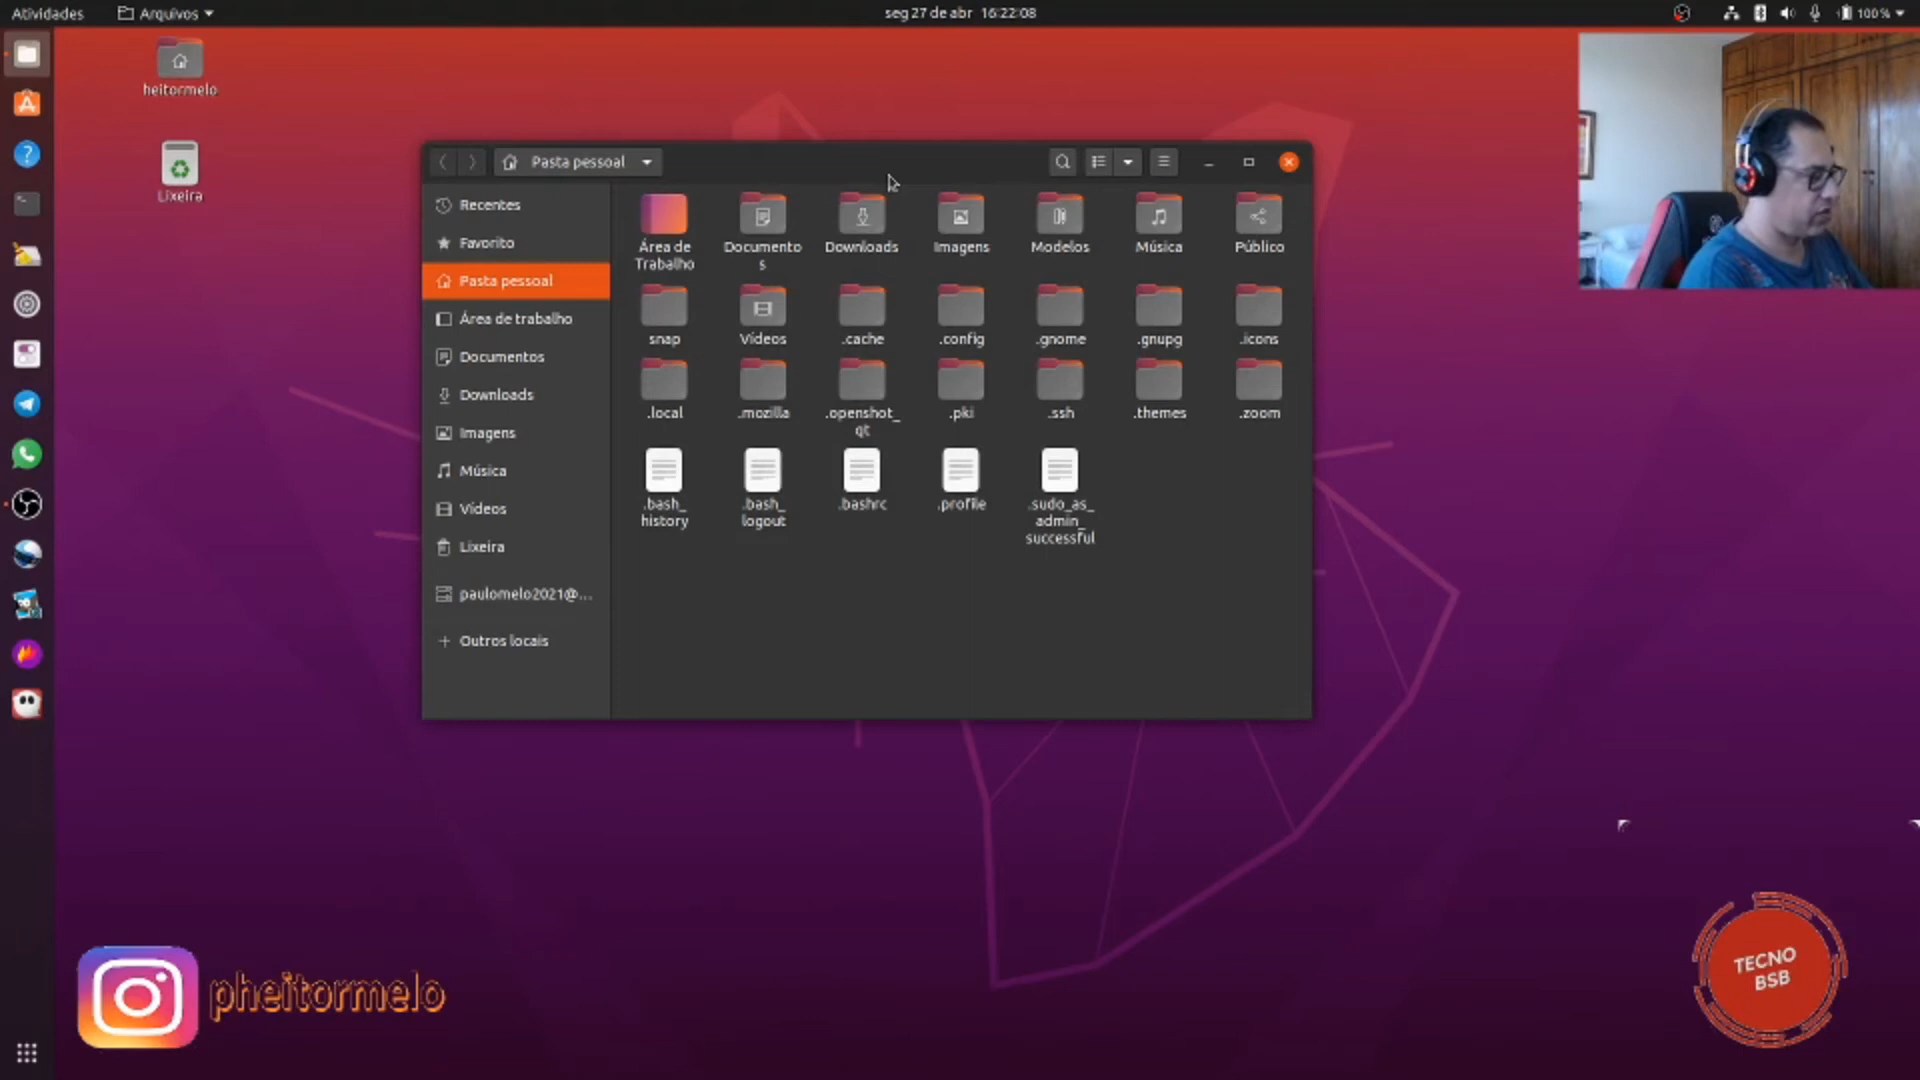 Atividades
Arquivos
seg 27 de abr 16:22:08
100%
heitormelo
Lixeira
Pasta pessoal
Recentes
Favorito
Pasta pessoal
Área de trabalho
Documentos
Downloads
Imagens
Música
Vídeos
Lixeira
paulomelo2021@...
Outros locais
Área de
Trabalho
Documento
s
Downloads
Imagens
Modelos
Música
Público
snap
Vídeos
.cache
.config
.gnome
.gnupg
.icons
.local
.mozilla
.openshot_
qt
.pki
.ssh
.themes
.zoom
.bash_
history
.bash_
logout
.bashrc
.profile
.sudo_as_
admin_
successful
pheitormelo
TECNO
BSB